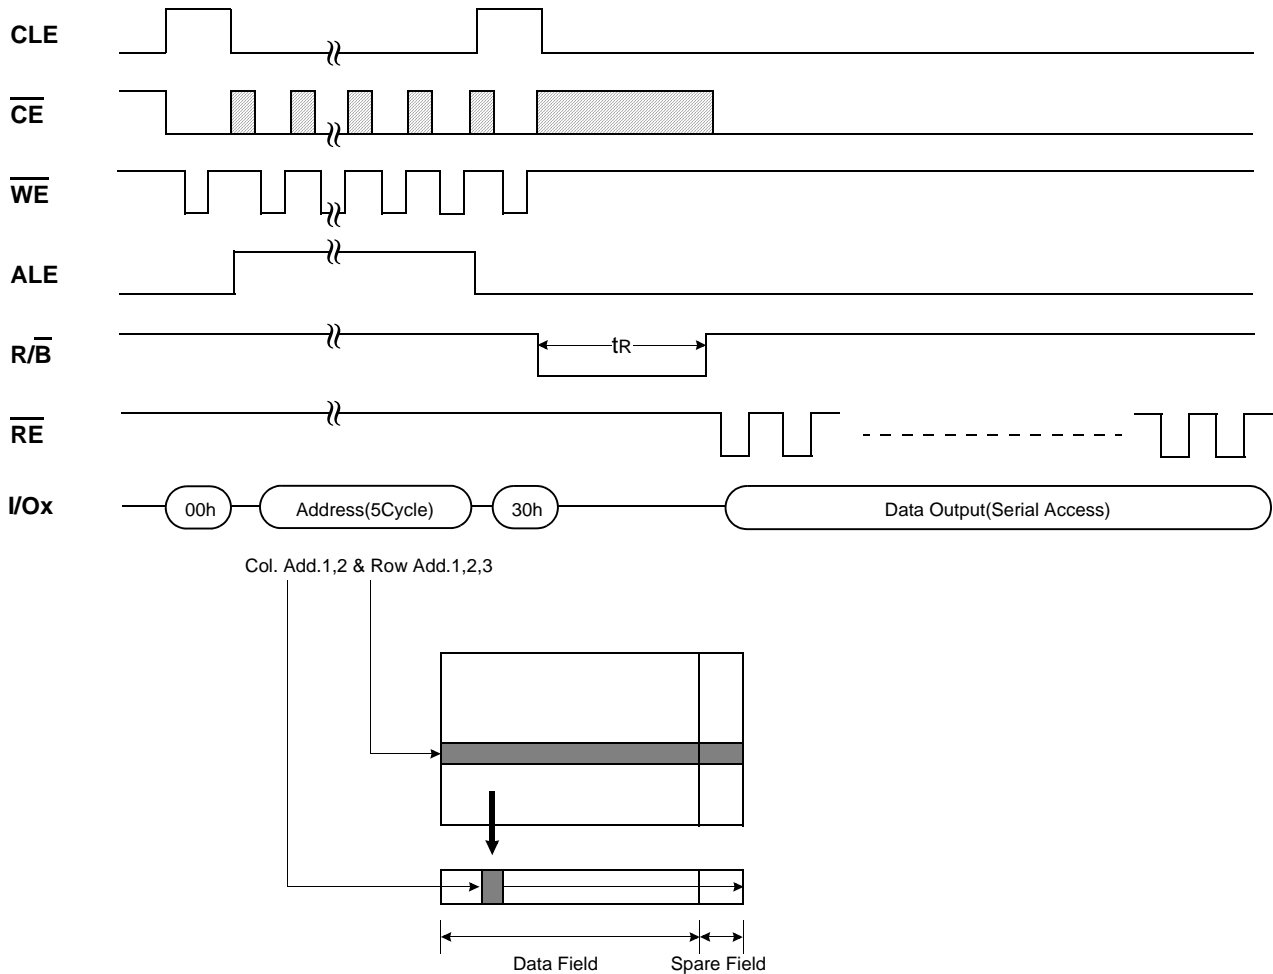 CLE
CE
WE
ALE
R/B
tR
RE
I/Ox
00h
Address(5Cycle)
30h
Data Output(Serial Access)
Col. Add.1,2 & Row Add.1,2,3
Data Field
Spare Field